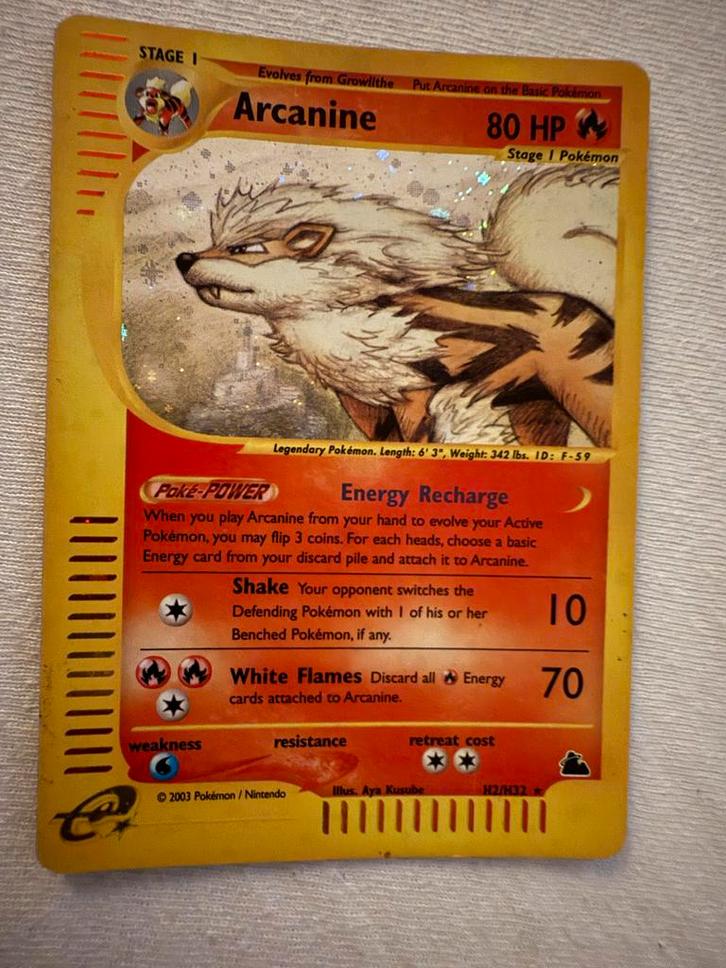 STAGE 1
Evolves from Growlithe Put Arcanine on the Basic Pokémon
Arcanine 80 HP
Stage 1 Pokémon
Legendary Pokémon. Length: 6' 3", Weight: 342 lbs. ID: F-59
Poké-POWER Energy Recharge
When you play Arcanine from your hand to evolve your Active
Pokémon, you may flip 3 coins. For each heads, choose a basic
Energy card from your discard pile and attach it to Arcanine.
Shake Your opponent switches the
Defending Pokémon with 1 of his or her 10
Benched Pokémon, if any.
White Flames Discard all Energy 70
cards attached to Arcanine.
weakness resistance retreat cost
© 2003 Pokémon / Nintendo Illus. Aya Kusube H2/H32
e